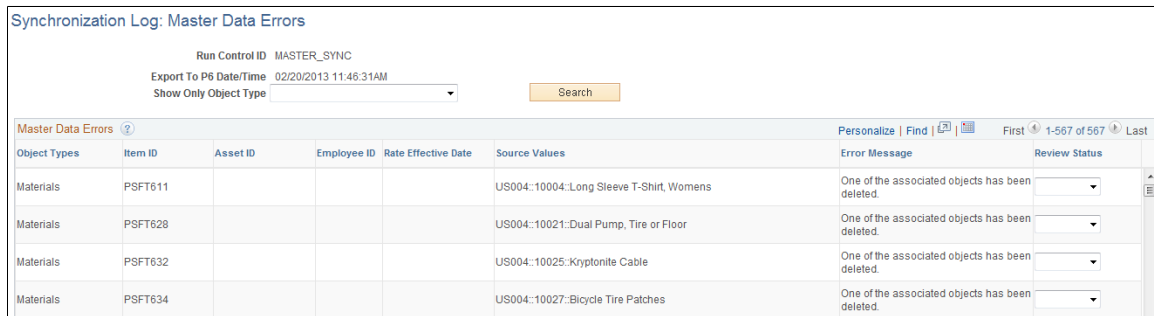 Synchronization Log: Master Data Errors
Run Control ID MASTER_SYNC
Export To P6 Date/Time 02/20/2013 11:46:31AM
Show Only Object Type Search
Master Data Errors ? Personalize | Find | | First 1-567 of 567 Last
Object Types Item ID Asset ID Employee ID Rate Effective Date Source Values Error Message Review Status
Materials PSFT611 US004::10004::Long Sleeve T-Shirt, Womens One of the associated objects has been
deleted.
Materials PSFT628 US004::10021::Dual Pump, Tire or Floor One of the associated objects has been
deleted.
Materials PSFT632 US004::10025::Kryptonite Cable One of the associated objects has been
deleted.
Materials PSFT634 US004::10027::Bicycle Tire Patches One of the associated objects has been
deleted.